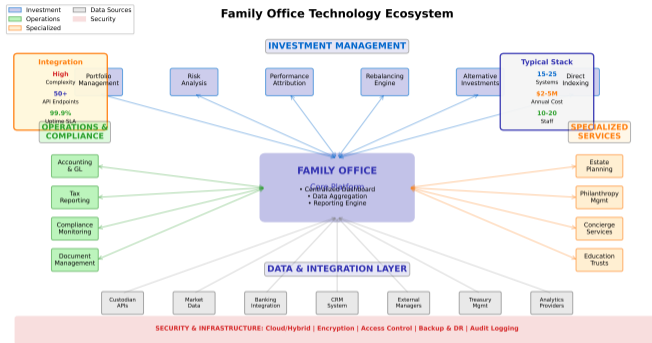 Family Office Technology Ecosystem
Investment
Operations
Specialized
Data Sources
Security
INVESTMENT MANAGEMENT
Integration
High
Complexity
50+
API Endpoints
99.9%
Uptime SLA
Portfolio
Management
Risk
Analysis
Performance
Attribution
Rebalancing
Engine
Alternative
Investments
Direct
Indexing
Typical Stack
15-25
Systems
$2-5M
Annual Cost
10-20
Staff
OPERATIONS &
COMPLIANCE
SPECIALIZED
SERVICES
Accounting
& GL
Tax
Reporting
Compliance
Monitoring
Document
Management
FAMILY OFFICE
Core Platform
• Centralized Dashboard
• Data Aggregation
• Reporting Engine
Estate
Planning
Philanthropy
Mgmt
Concierge
Services
Education
Trusts
DATA & INTEGRATION LAYER
Custodian
APIs
Market
Data
Banking
Integration
CRM
System
External
Managers
Treasury
Mgmt
Analytics
Providers
SECURITY & INFRASTRUCTURE: Cloud/Hybrid | Encryption | Access Control | Backup & DR | Audit Logging